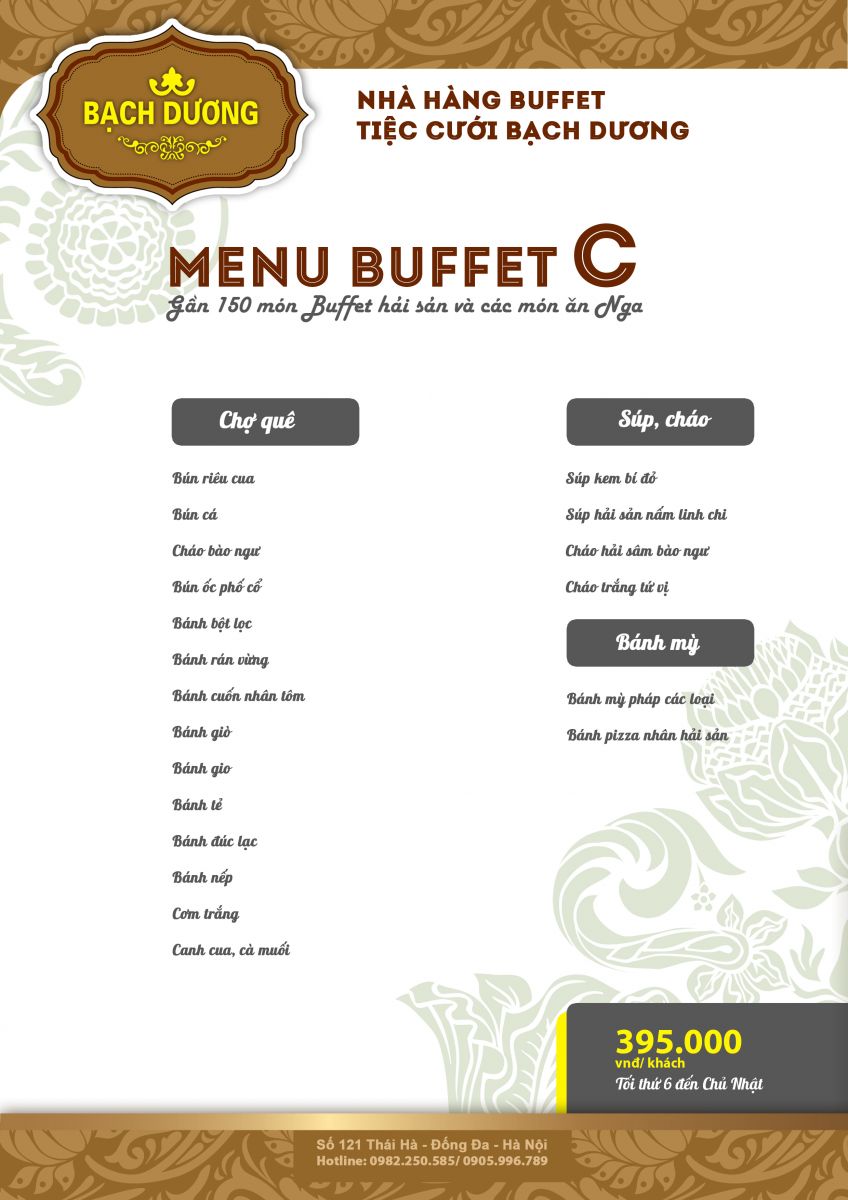 BẠCH DƯƠNG
NHÀ HÀNG BUFFET
TIỆC CƯỚI BẠCH DƯƠNG
MENU BUFFET C
Gần 150 món Buffet hải sản và các món ăn Nga
Chợ quê
Bún riêu cua
Bún cá
Cháo bào ngư
Bún ốc phố cổ
Bánh bột lọc
Bánh rán vừng
Bánh cuốn nhân tôm
Bánh giò
Bánh gio
Bánh tẻ
Bánh đúc lạc
Bánh nếp
Cơm trắng
Canh cua, cà muối
Súp, cháo
Súp kem bí đỏ
Súp hải sản nấm linh chi
Cháo hải sâm bào ngư
Cháo trắng tứ vị
Bánh mỳ
Bánh mỳ pháp các loại
Bánh pizza nhân hải sản
395.000
vnđ/ khách
Tối thứ 6 đến Chủ Nhật
Số 121 Thái Hà - Đống Đa - Hà Nội
Hotline: 0982.250.585/ 0905.996.789